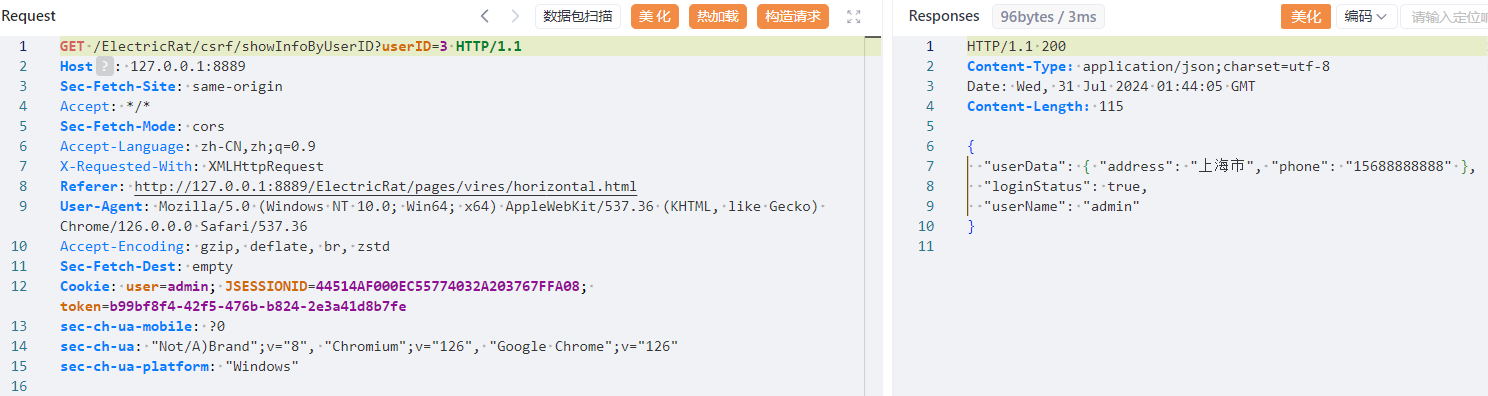 Request
数据包扫描 美化 热加载 构造请求
1 GET /ElectricRat/csrf/showInfoByUserID?userID=3 HTTP/1.1
2 Host ? : 127.0.0.1:8889
3 Sec-Fetch-Site: same-origin
4 Accept: */*
5 Sec-Fetch-Mode: cors
6 Accept-Language: zh-CN,zh;q=0.9
7 X-Requested-With: XMLHttpRequest
8 Referer: http://127.0.0.1:8889/ElectricRat/pages/vires/horizontal.html
9 User-Agent: Mozilla/5.0 (Windows NT 10.0; Win64; x64) AppleWebKit/537.36 (KHTML, like Gecko)
Chrome/126.0.0.0 Safari/537.36
10 Accept-Encoding: gzip, deflate, br, zstd
11 Sec-Fetch-Dest: empty
12 Cookie: user=admin; JSESSIONID=44514AF000EC55774032A203767FFA08;
token=b99bf8f4-42f5-476b-b824-2e3a41d8b7fe
13 sec-ch-ua-mobile: ?0
14 sec-ch-ua: "Not/A)Brand";v="8", "Chromium";v="126", "Google Chrome";v="126"
15 sec-ch-ua-platform: "Windows"
16
Responses 96bytes / 3ms
美化 编码 请输入定位响
1 HTTP/1.1 200
2 Content-Type: application/json;charset=utf-8
3 Date: Wed, 31 Jul 2024 01:44:05 GMT
4 Content-Length: 115
5
6 {
7 "userData": { "address": "上海市", "phone": "15688888888" },
8 "loginStatus": true,
9 "userName": "admin"
10 }
11